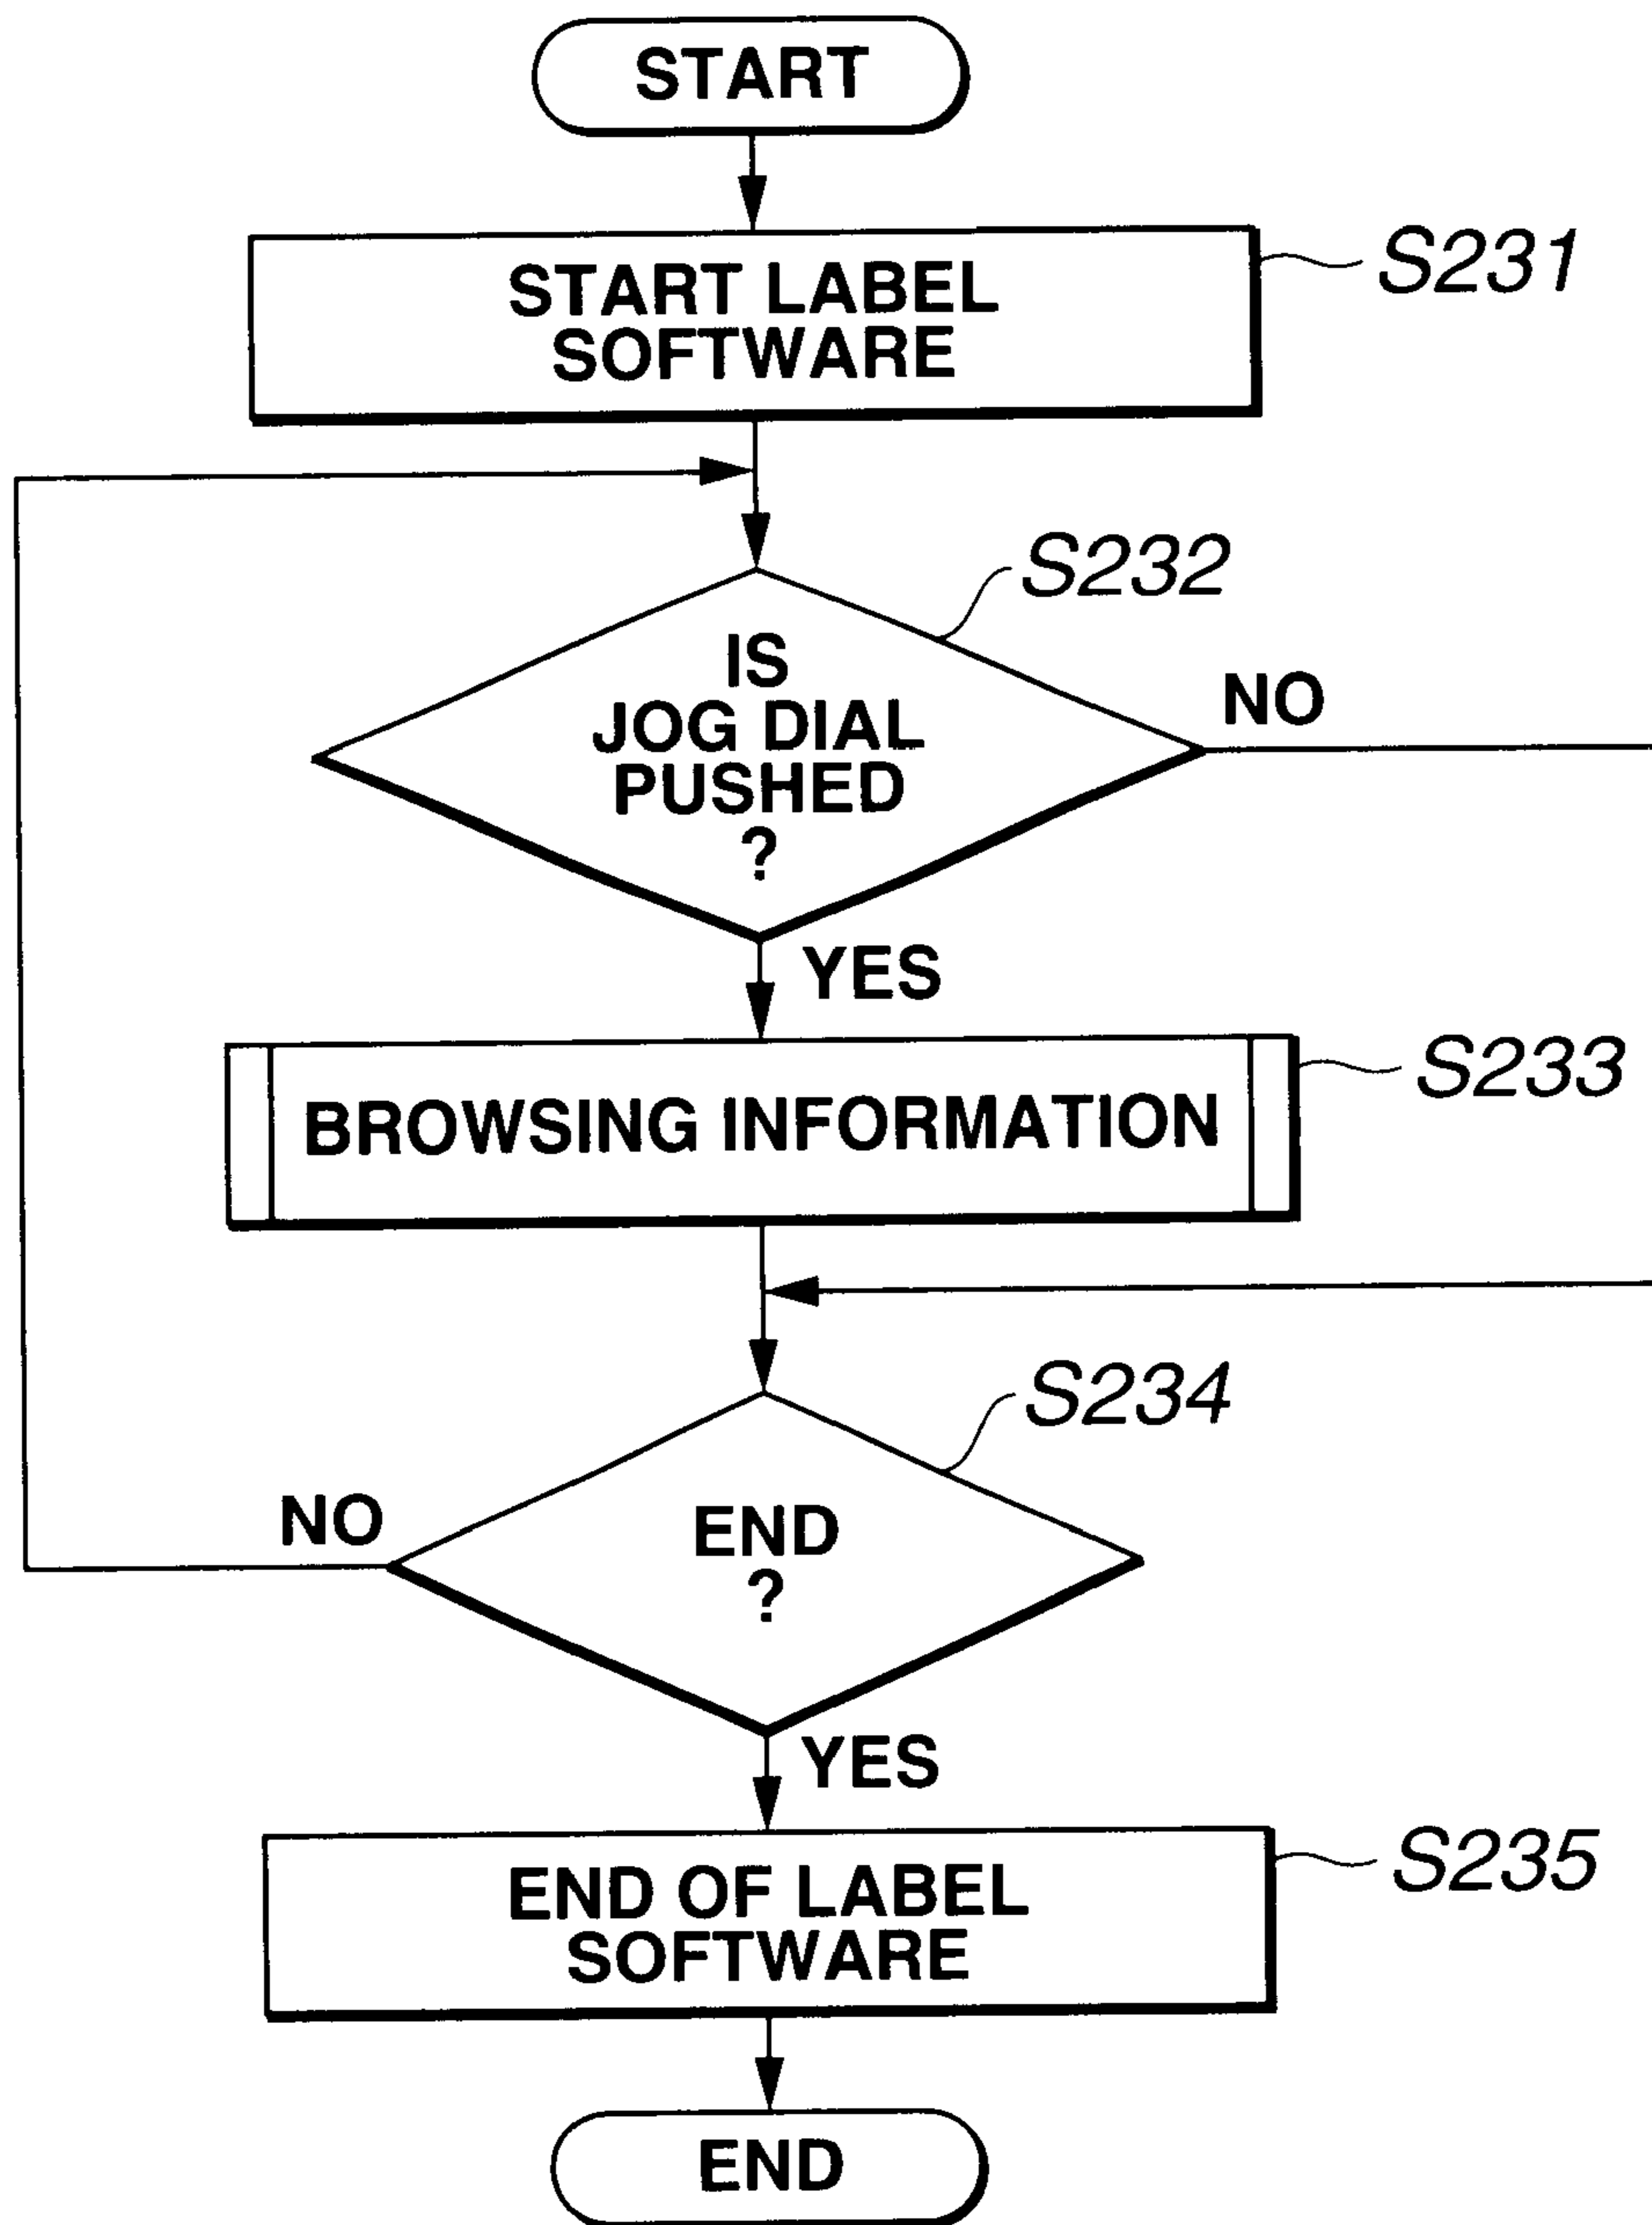 START
START LABEL
SOFTWARE
S231
S232
IS
JOG DIAL
PUSHED
?
NO
YES
BROWSING INFORMATION
S233
S234
END
?
NO
YES
END OF LABEL
SOFTWARE
S235
END